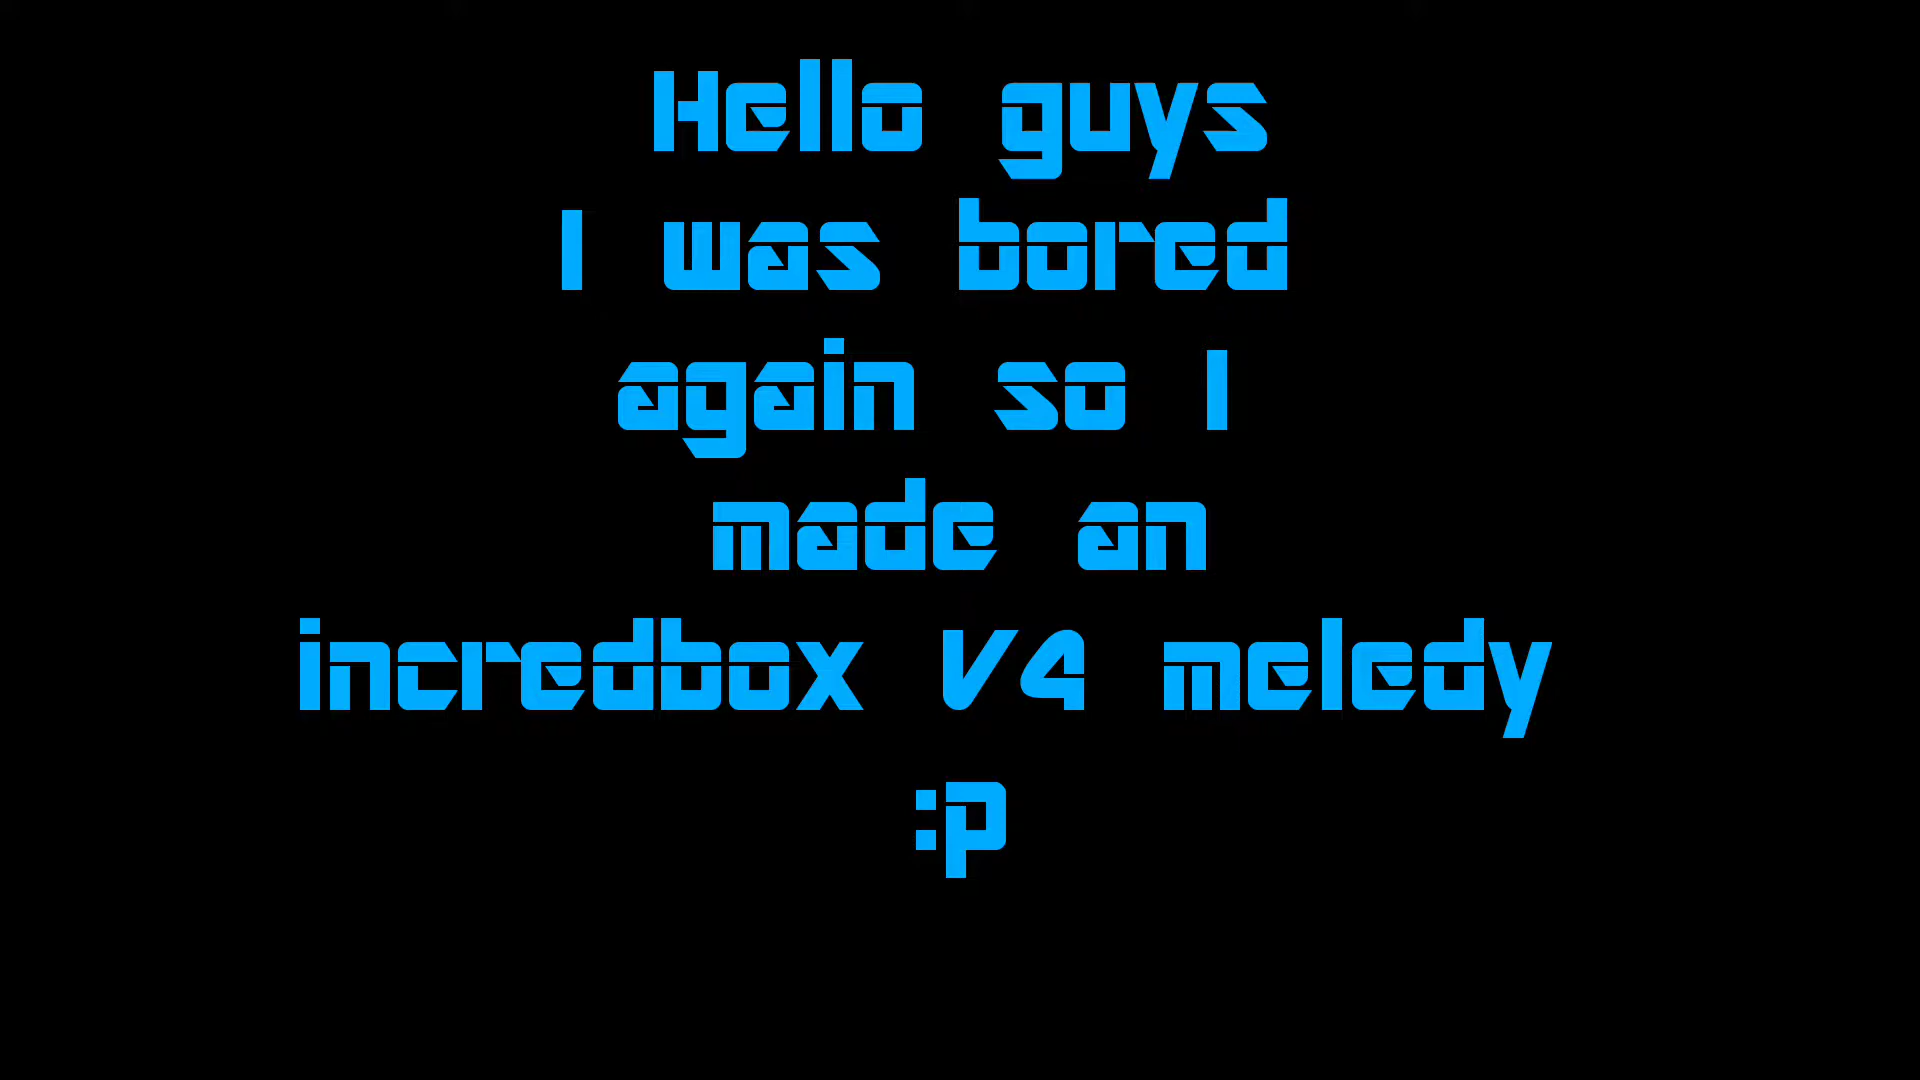 Hello guys
I was bored
again so I
made an
incredbox V4 meledy
:P